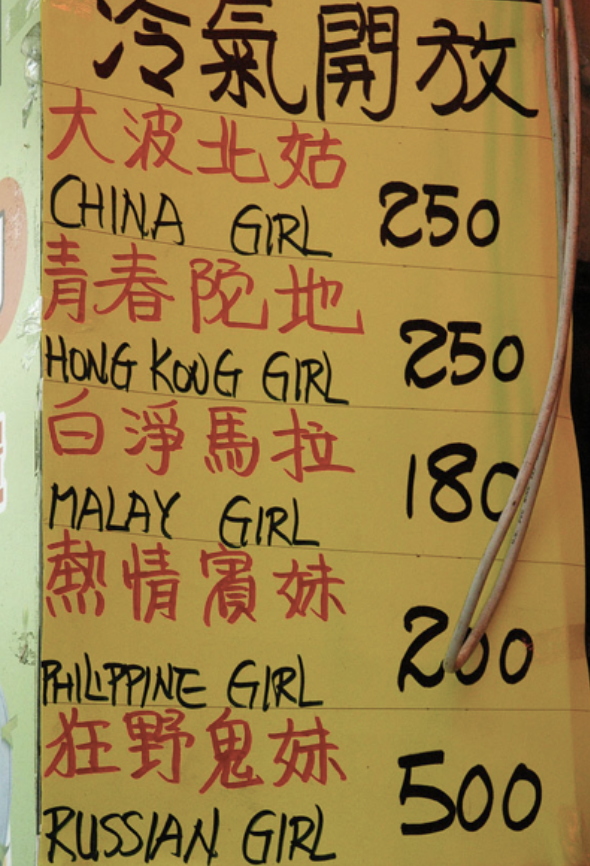 冷氣開放
大波北姑
CHINA GIRL 250
青春陀地
HONG KONG GIRL 250
白淨馬拉
MALAY GIRL 180
熱情賓妹
PHILIPPINE GIRL 200
狂野鬼妹
RUSSIAN GIRL 500